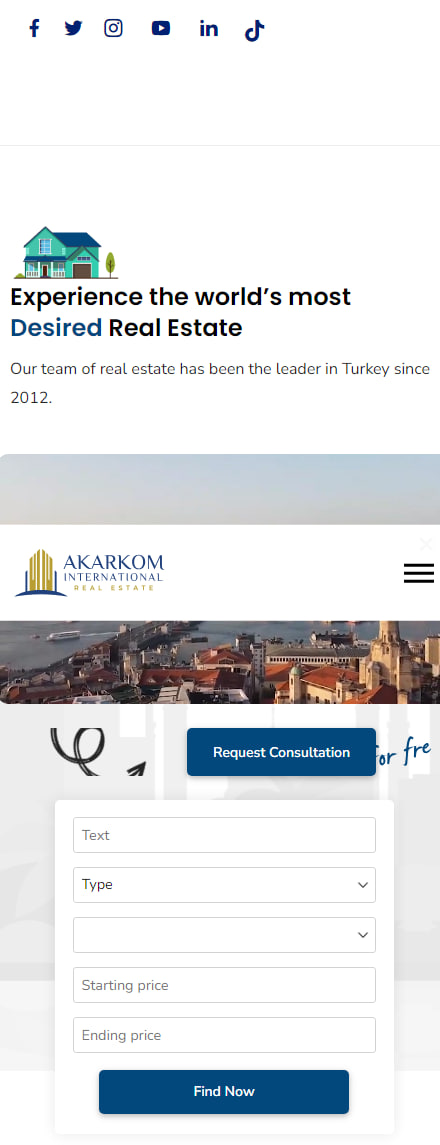 Experience the world's most
Desired Real Estate
Our team of real estate has been the leader in Turkey since
2012.
AKARKOM
INTERNATIONAL
REAL ESTATE
Request Consultation
for fre
Text
Type
Starting price
Ending price
Find Now